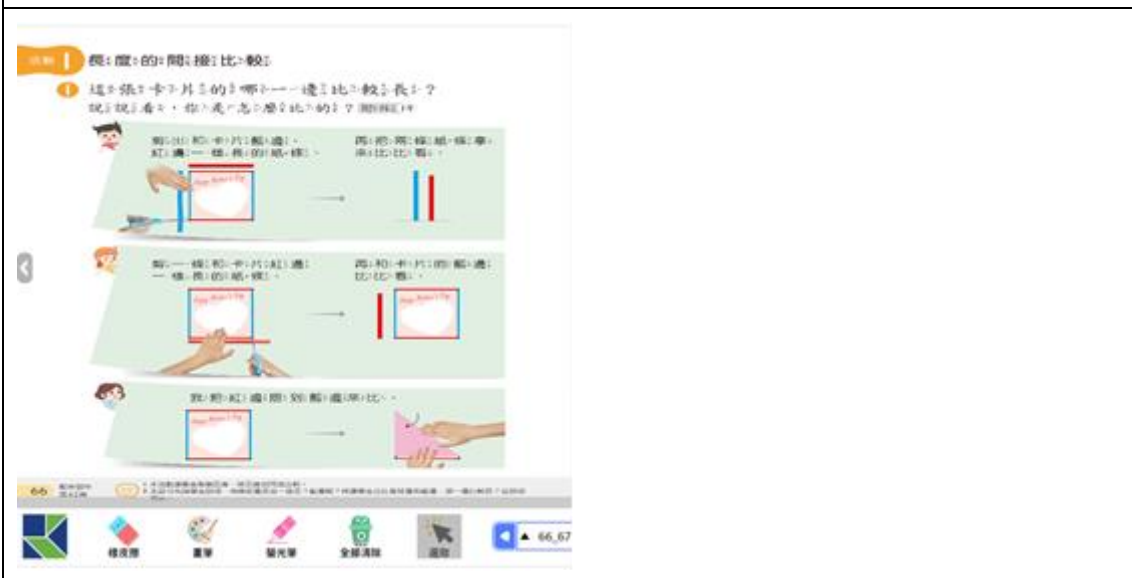 活動 1 長度的間接比較
1 這張卡片的哪一邊比較長？
說說看，你是怎麼比的？
剪出和卡片藍邊、
紅邊一樣長的紙條。
再把兩條紙條拿
來比比看。
剪一條和卡片紅邊
一樣長的紙條。
再和卡片的藍邊
比比看。
我把紅邊摺到藍邊來比。
66
橡皮擦 畫筆 螢光筆 全部清除 選取 66_67